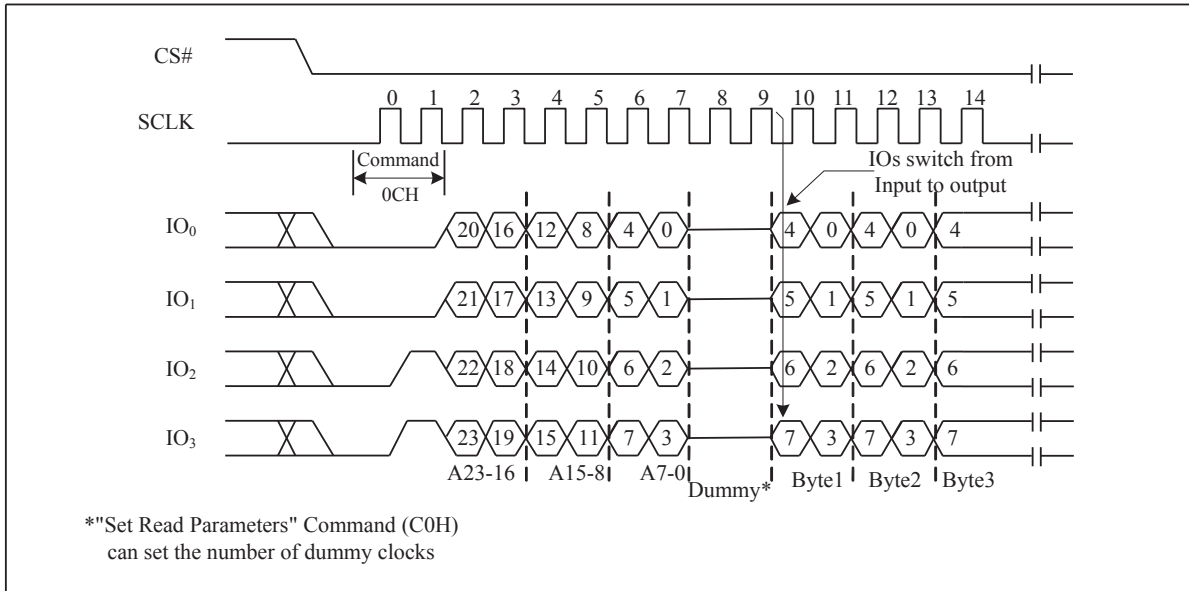 CS#
0 1 2 3 4 5 6 7 8 9 10 11 12 13 14
SCLK
Command
0CH
IOs switch from
Input to output
IO0 20 16 12 8 4 0 4 0 4 0 4
IO1 21 17 13 9 5 1 5 1 5 1 5
IO2 22 18 14 10 6 2 6 2 6 2 6
IO3 23 19 15 11 7 3 7 3 7 3 7
A23-16 A15-8 A7-0 Dummy* Byte1 Byte2 Byte3
*"Set Read Parameters" Command (C0H)
can set the number of dummy clocks